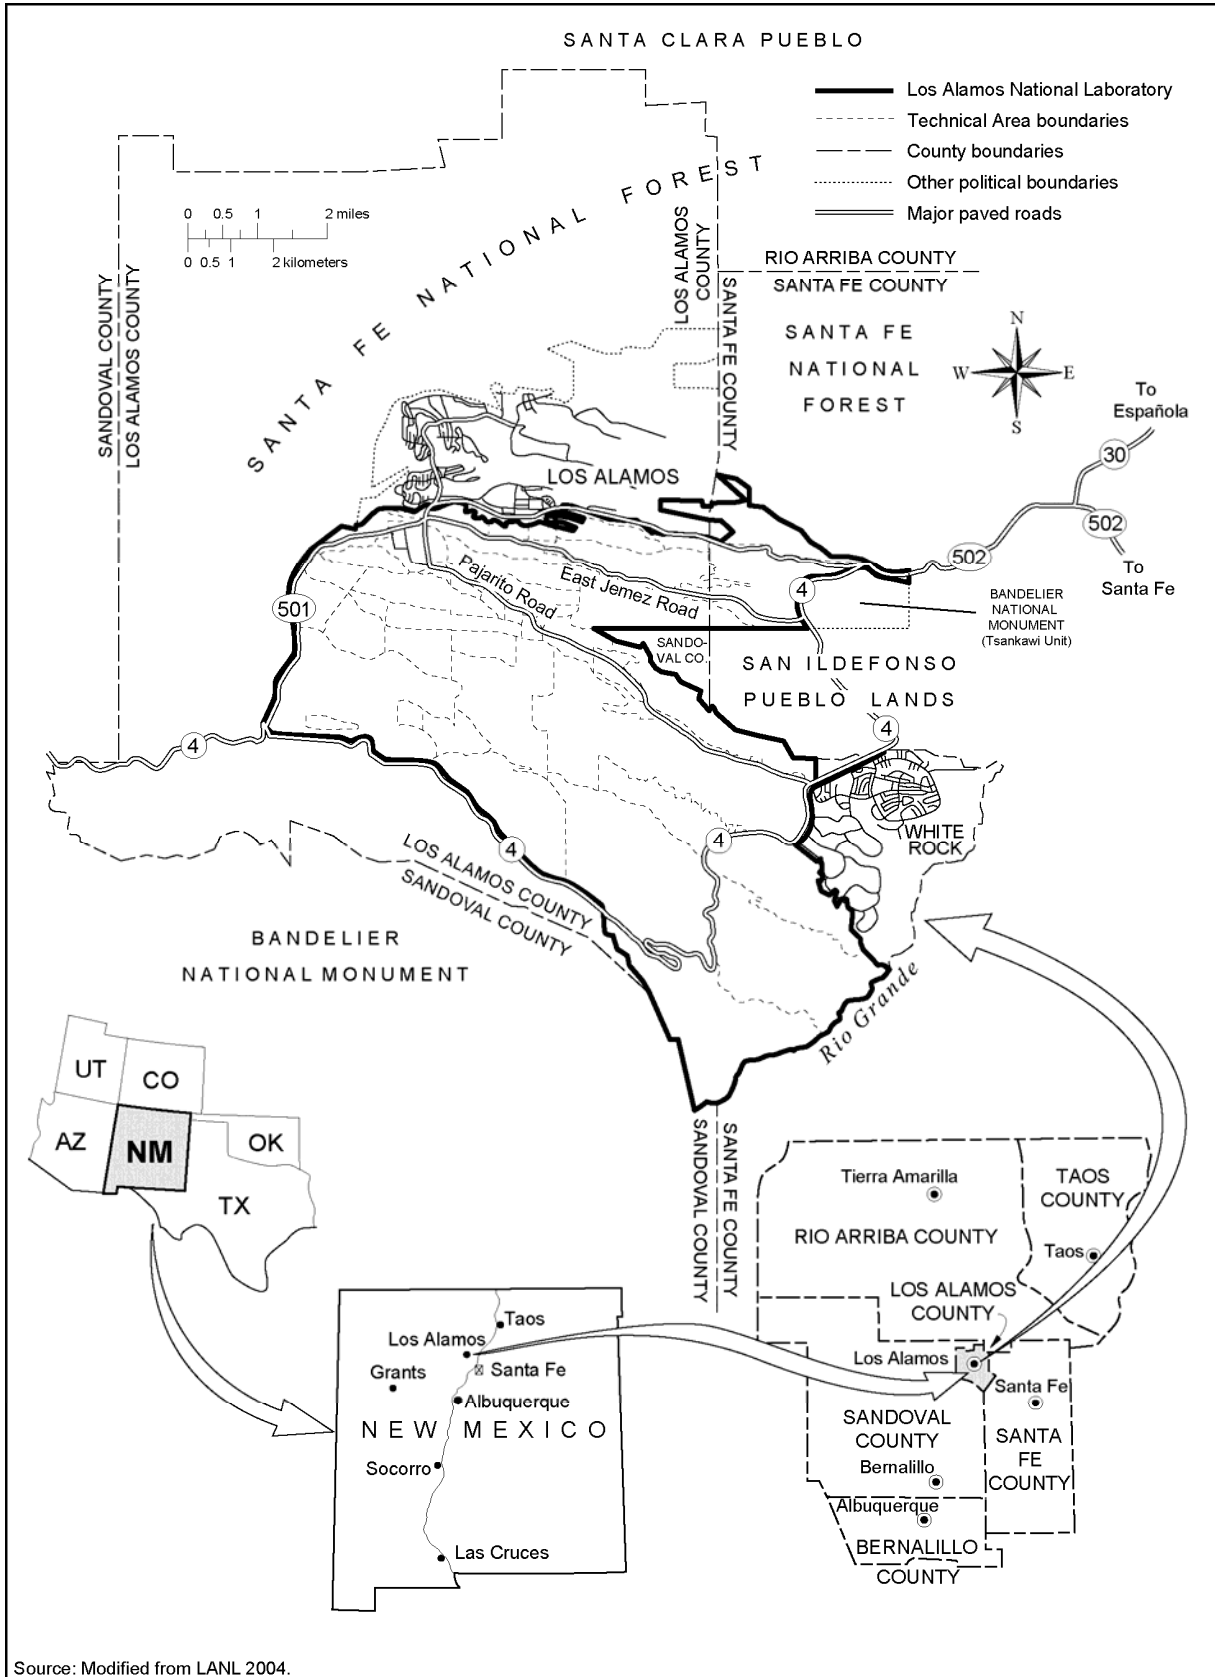 SANTA CLARA PUEBLO
Los Alamos National Laboratory
Technical Area boundaries
County boundaries
Other political boundaries
Major paved roads
0 0.5 1 2 miles
0 0.5 1 2 kilometers
SANTA FE NATIONAL FOREST
LOS ALAMOS
COUNTY
SANTA FE COUNTY
RIO ARRIBA COUNTY
SANTA FE COUNTY
SANDOVAL COUNTY
LOS ALAMOS COUNTY
SANTA FE
NATIONAL
FOREST
N
W E
S
To
Española
30
502
502
To
Santa Fe
LOS ALAMOS
501
Pajarito Road
East Jemez Road
4
BANDELIER
NATIONAL
MONUMENT
(Tsankawi Unit)
SANDO-
VAL CO.
SAN ILDEFONSO
PUEBLO LANDS
4
4
WHITE
ROCK
4
4
LOS ALAMOS COUNTY
SANDOVAL COUNTY
BANDELIER
NATIONAL MONUMENT
Rio Grande
SANDOVAL COUNTY
SANTA FE COUNTY
UT
CO
AZ
NM
OK
TX
Taos
Los Alamos
Grants
Santa Fe
Albuquerque
NEW MEXICO
Socorro
Las Cruces
Tierra Amarilla
TAOS
COUNTY
RIO ARRIBA COUNTY
Taos
LOS ALAMOS
COUNTY
Los Alamos
Santa Fe
SANDOVAL
COUNTY
SANTA
FE
COUNTY
Bernalillo
Albuquerque
BERNALILLO
COUNTY
Source: Modified from LANL 2004.